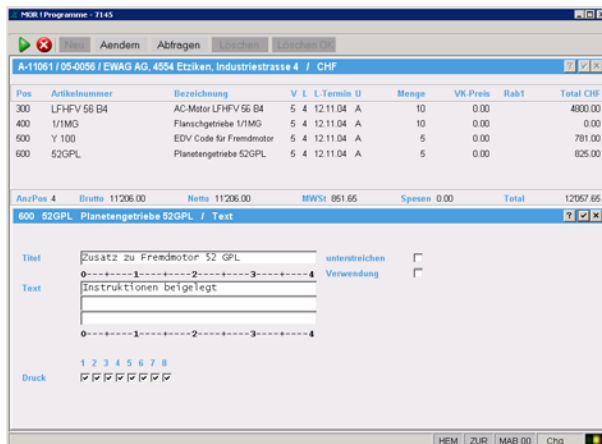 MOR ! Programme - 7145
Neu Aendern Abfragen Löschen Löschen OK
A-11061 / 05-0056 / EWAG AG, 4554 Etziken, Industriestrasse 4 / CHF ? ✓ ×
Pos Artikelnummer Bezeichnung V L L-Termin U Menge VK-Preis Rab1 Total CHF
300 LFHFV 56 B4 AC-Motor LFHFV 56 B4 5 4 12.11.04 A 10 0.00 4800.00
400 1/1MG Flanschgetriebe 1/1MG 5 4 12.11.04 A 10 0.00 0.00
500 Y 100 EDV Code für Fremdmotor 5 4 12.11.04 A 5 0.00 781.00
600 52GPL Planetengetriebe 52GPL 5 4 12.11.04 A 5 0.00 825.00
AnzPos 4 Brutto 11'206.00 Netto 11'206.00 MWSt 851.65 Spesen 0.00 Total 12'057.65
600 52GPL Planetengetriebe 52GPL / Text ? ✓ ×
Titel Zusatz zu Fremdmotor 52 GPL unterstreichen
0----+----1----+----2----+----3----+----4 Verwendung
Text Instruktionen beigelegt
0----+----1----+----2----+----3----+----4
1 2 3 4 5 6 7 8
Druck
HEM ZUR MAB 00 Chg